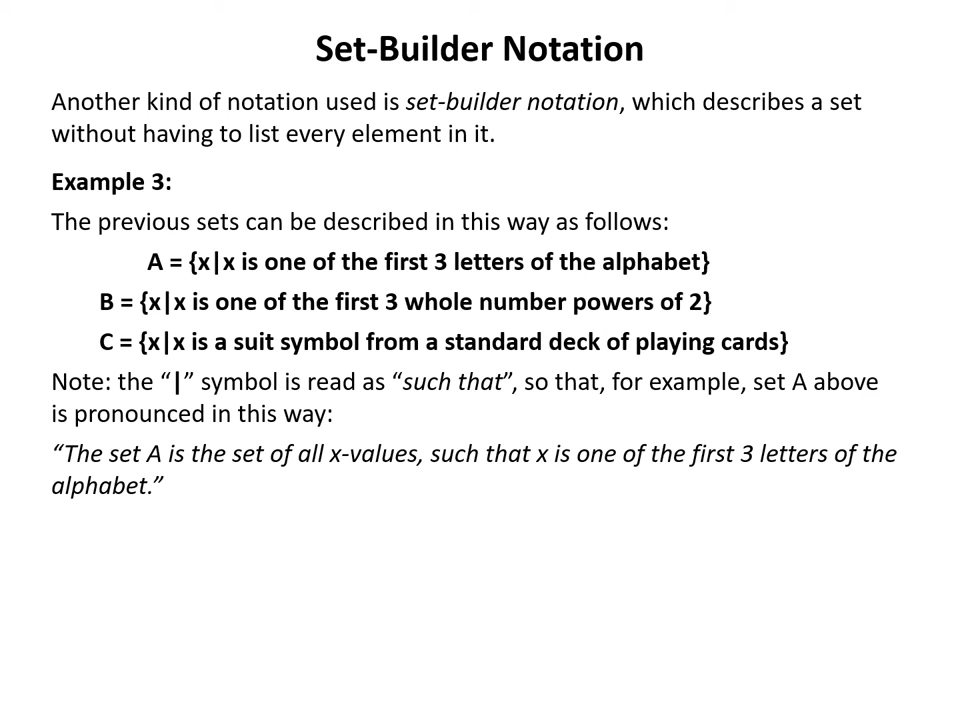 Set-Builder Notation
Another kind of notation used is set-builder notation, which describes a set
without having to list every element in it.
Example 3:
The previous sets can be described in this way as follows:
A = {x|x is one of the first 3 letters of the alphabet}
B = {x|x is one of the first 3 whole number powers of 2}
C = {x|x is a suit symbol from a standard deck of playing cards}
Note: the “|” symbol is read as “such that”, so that, for example, set A above
is pronounced in this way:
“The set A is the set of all x-values, such that x is one of the first 3 letters of the
alphabet.”